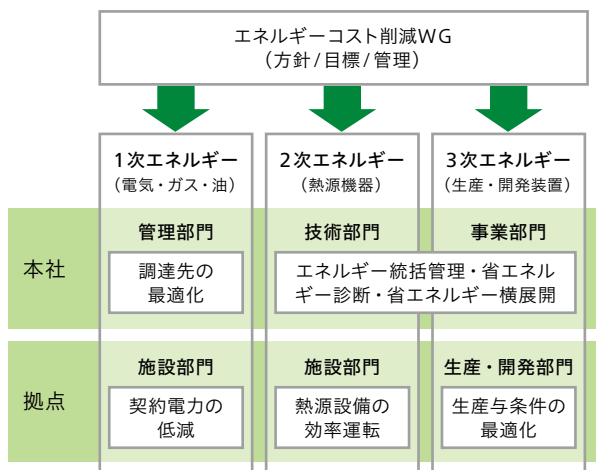 エネルギーコスト削減WG
（方針/目標/管理）
1次エネルギー
（電気・ガス・油）
2次エネルギー
（熱源機器）
3次エネルギー
（生産・開発装置）
本社
管理部門
調達先の
最適化
技術部門
事業部門
エネルギー統括管理・省エネル
ギー診断・省エネルギー横展開
拠点
施設部門
契約電力の
低減
施設部門
熱源設備の
効率運転
生産・開発部門
生産与条件の
最適化